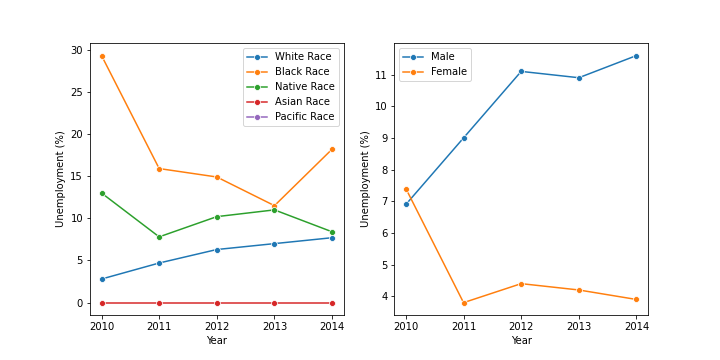 30
25
20
15
10
5
0
Unemployment (%)
2010 2011 2012 2013 2014
Year
White Race
Black Race
Native Race
Asian Race
Pacific Race
11
10
9
8
7
6
5
4
Unemployment (%)
2010 2011 2012 2013 2014
Year
Male
Female